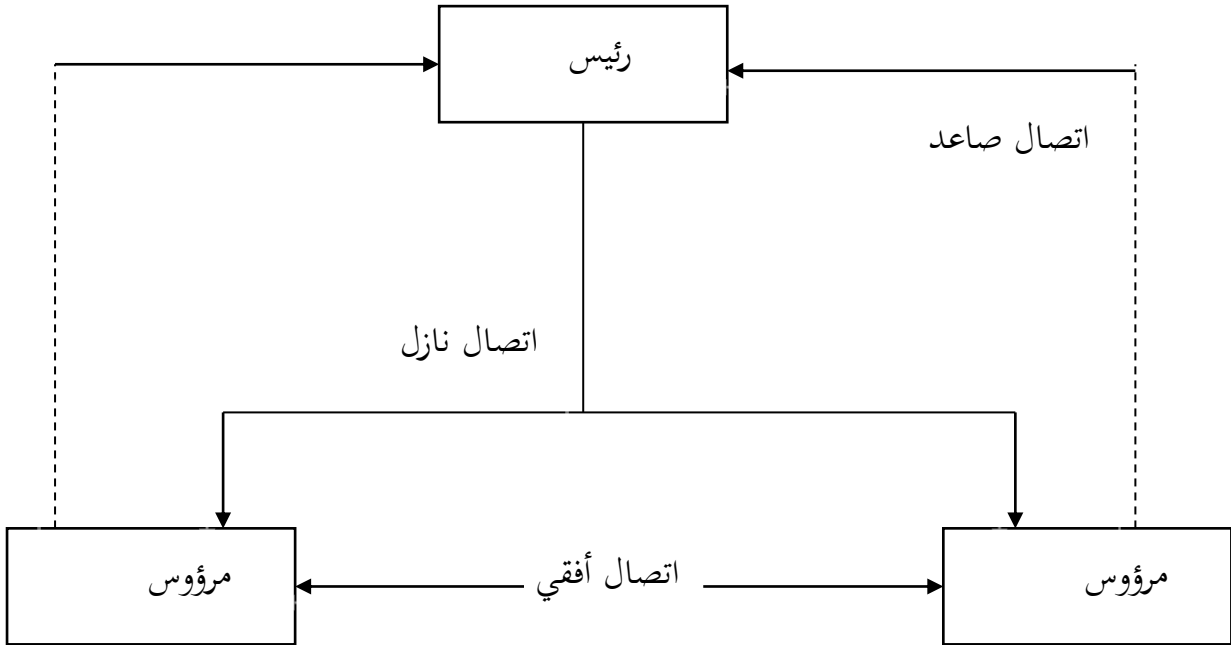 رئيس
اتصال صاعد
اتصال نازل
اتصال أفقي
مرؤوس
مرؤوس